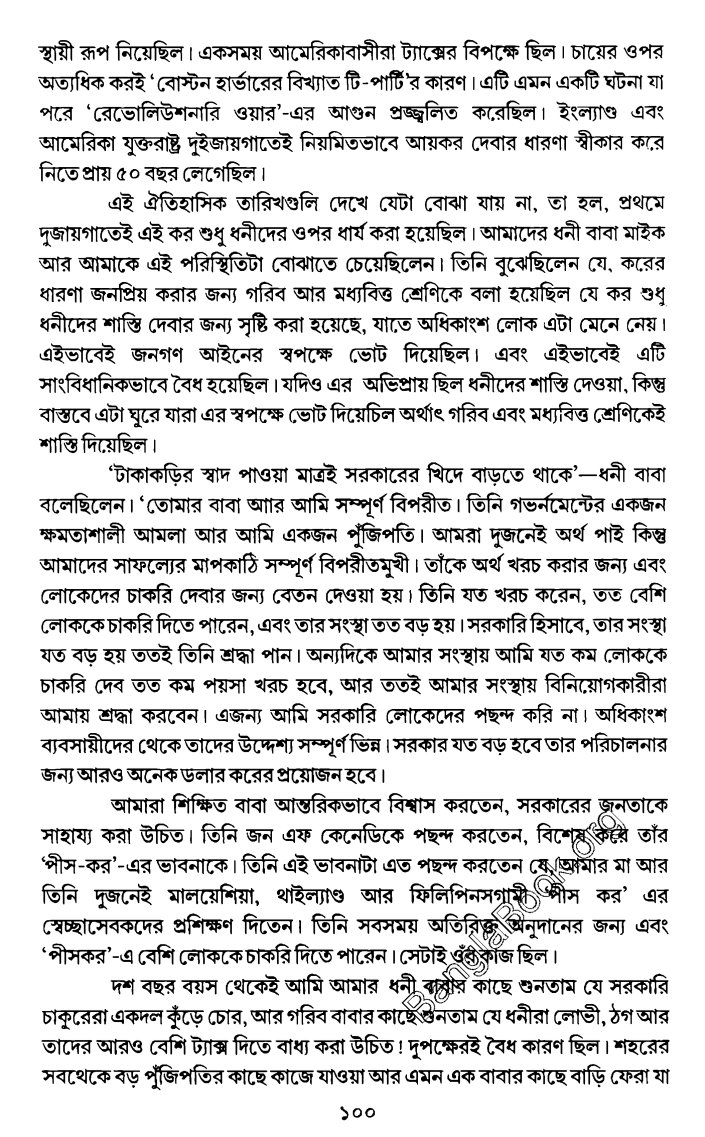 স্থায়ী রূপ নিয়েছিল। একসময় আমেরিকাবাসীরা ট্যাক্সের বিপক্ষে ছিল। চায়ের ওপর
অত্যধিক করই ‘বোস্টন হার্ভারের বিখ্যাত টি-পার্টি’র কারণ। এটি এমন একটি ঘটনা যা
পরে ‘রেভোলিউশনারি ওয়ার’-এর আগুন প্রজ্জ্বলিত করেছিল। ইংল্যাণ্ড এবং
আমেরিকা যুক্তরাষ্ট্র দুইজায়গাতেই নিয়মিতভাবে আয়কর দেবার ধারণা স্বীকার করে
নিতে প্রায় ৫০ বছর লেগেছিল।
এই ঐতিহাসিক তারিখগুলি দেখে যেটা বোঝা যায় না, তা হল, প্রথমে
দুজায়গাতেই এই কর শুধু ধনীদের ওপর ধার্য করা হয়েছিল। আমাদের ধনী বাবা মাইক
আর আমাকে এই পরিস্থিতিটা বোঝাতে চেয়েছিলেন। তিনি বুঝেছিলেন যে, করের
ধারণা জনপ্রিয় করার জন্য গরিব আর মধ্যবিত্ত শ্রেণিকে বলা হয়েছিল যে কর শুধু
ধনীদের শাস্তি দেবার জন্য সৃষ্টি করা হয়েছে, যাতে অধিকাংশ লোক এটা মেনে নেয়।
এইভাবেই জনগণ আইনের স্বপক্ষে ভোট দিয়েছিল। এবং এইভাবেই এটি
সাংবিধানিকভাবে বৈধ হয়েছিল। যদিও এর অভিপ্রায় ছিল ধনীদের শাস্তি দেওয়া, কিন্তু
বাস্তবে এটা ঘুরে যারা এর স্বপক্ষে ভোট দিয়েচিল অর্থাৎ গরিব এবং মধ্যবিত্ত শ্রেণিকেই
শাস্তি দিয়েছিল।
‘টাকাকড়ির স্বাদ পাওয়া মাত্রই সরকারের খিদে বাড়তে থাকে’—ধনী বাবা
বলেছিলেন। ‘তোমার বাবা আার আমি সম্পূর্ণ বিপরীত। তিনি গভর্নমেন্টের একজন
ক্ষমতাশালী আমলা আর আমি একজন পুঁজিপতি। আমরা দুজনেই অর্থ পাই কিন্তু
আমাদের সাফল্যের মাপকাঠি সম্পূর্ণ বিপরীতমুখী। তাঁকে অর্থ খরচ করার জন্য এবং
লোকেদের চাকরি দেবার জন্য বেতন দেওয়া হয়। তিনি যত খরচ করেন, তত বেশি
লোককে চাকরি দিতে পারেন, এবং তার সংস্থা তত বড় হয়। সরকারি হিসাবে, তার সংস্থা
যত বড় হয় ততই তিনি শ্রদ্ধা পান। অন্যদিকে আমার সংস্থায় আমি যত কম লোককে
চাকরি দেব তত কম পয়সা খরচ হবে, আর ততই আমার সংস্থায় বিনিয়োগকারীরা
আমায় শ্রদ্ধা করবেন। এজন্য আমি সরকারি লোকেদের পছন্দ করি না। অধিকাংশ
ব্যবসায়ীদের থেকে তাদের উদ্দেশ্য সম্পূর্ণ ভিন্ন। সরকার যত বড় হবে তার পরিচালনার
জন্য আরও অনেক ডলার করের প্রয়োজন হবে।
আমারা শিক্ষিত বাবা আন্তরিকভাবে বিশ্বাস করতেন, সরকারের জনতাকে
সাহায্য করা উচিত। তিনি জন এফ কেনেডিকে পছন্দ করতেন, বিশেষ করে তাঁর
‘পীস-কর’-এর ভাবনাকে। তিনি এই ভাবনাটা এত পছন্দ করতেন যে, আমার মা আর
তিনি দুজনেই মালয়েশিয়া, থাইল্যাণ্ড আর ফিলিপিনসগামী ‘পীস কর’ এর
স্বেচ্ছাসেবকদের প্রশিক্ষণ দিতেন। তিনি সবসময় অতিরিক্ত অনুদানের জন্য এবং
‘পীসকর’-এ বেশি লোককে চাকরি দিতে পারেন। সেটাই ওঁর কাজ ছিল।
দশ বছর বয়স থেকেই আমি আমার ধনী বাবার কাছে শুনতাম যে সরকারি
চাকুরেরা একদল কুঁড়ে চোর, আর গরিব বাবার কাছে শুনতাম যে ধনীরা লোভী, ঠগ আর
তাদের আরও বেশি ট্যাক্স দিতে বাধ্য করা উচিত! দুপক্ষেরই বৈধ কারণ ছিল। শহরের
সবথেকে বড় পুঁজিপতির কাছে কাজে যাওয়া আর এমন এক বাবার কাছে বাড়ি ফেরা যা
১০০
BanglaBook.org